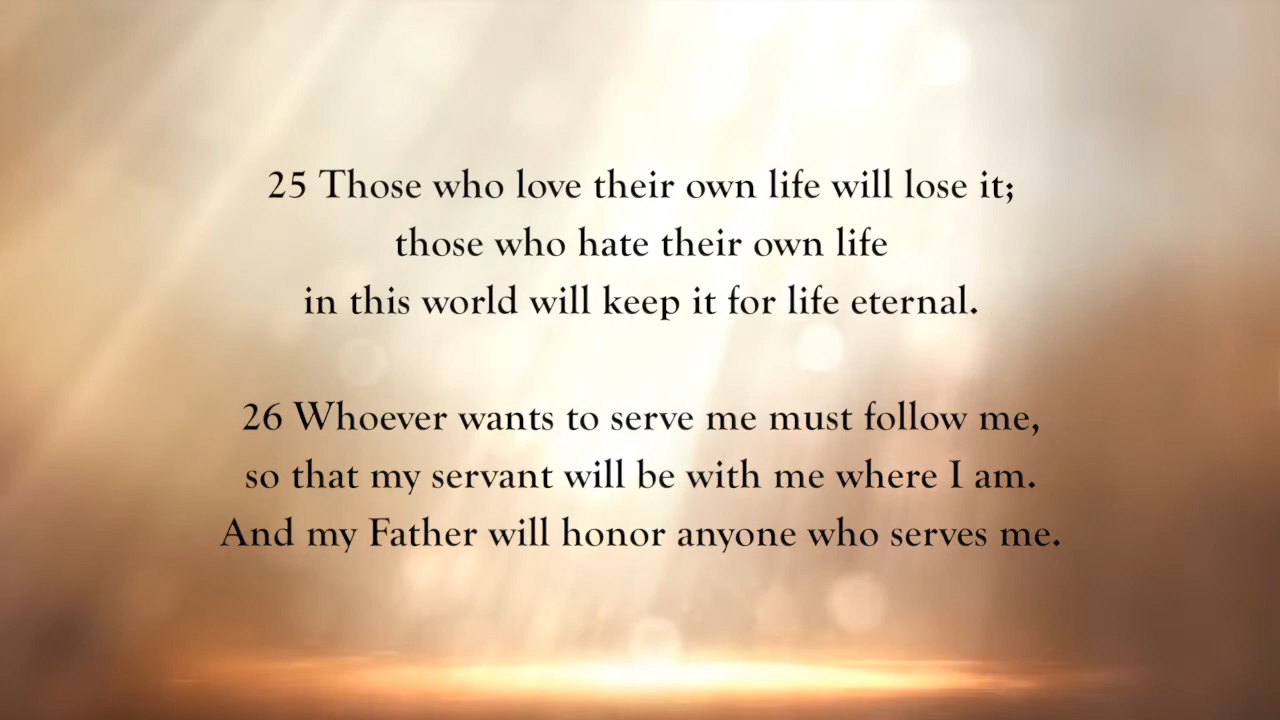 25 Those who love their own life will lose it;
those who hate their own life
in this world will keep it for life eternal.
26 Whoever wants to serve me must follow me,
so that my servant will be with me where I am.
And my Father will honor anyone who serves me.